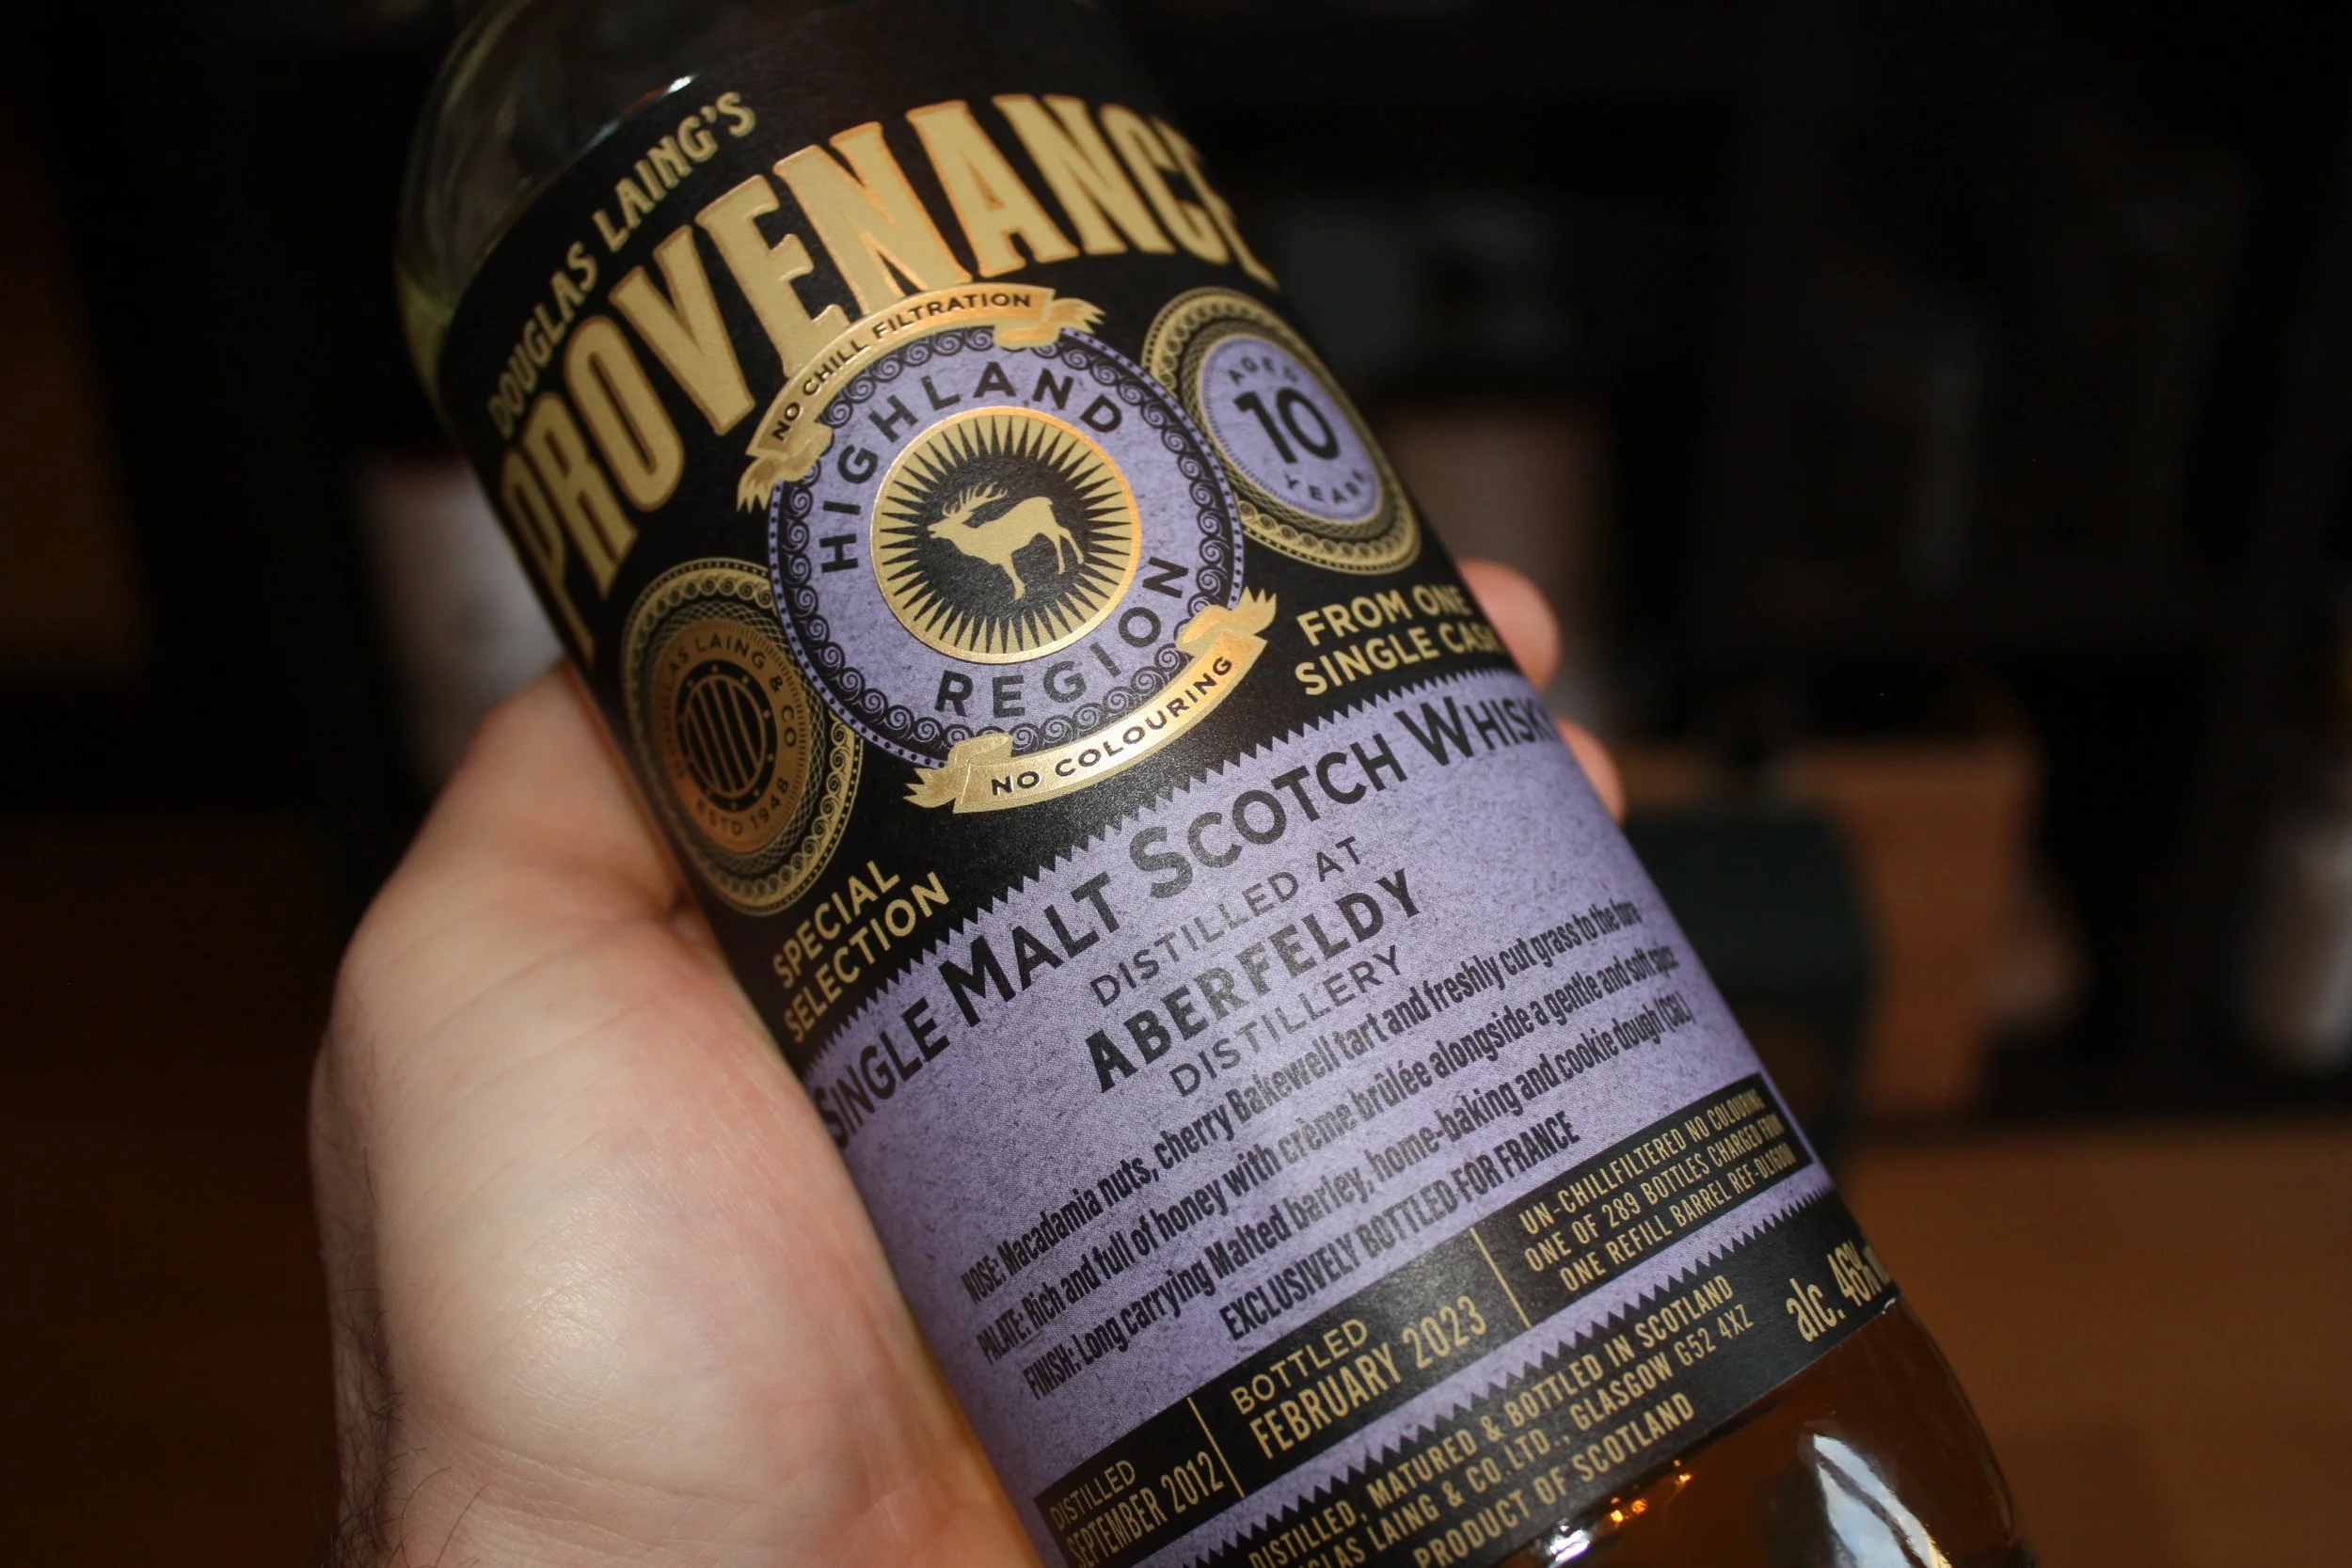 DOUGLAS LAING'S
PROVENANCE
NO CHILL FILTRATION
HIGHLAND
REGION
NO COLOURING
AGED
10
YEARS
DOUGLAS LAING & CO
ESTD 1948
FROM ONE
SINGLE CASK
SPECIAL
SELECTION
SINGLE MALT SCOTCH WHISKY
DISTILLED AT
ABERFELDY
DISTILLERY
NOSE: Macadamia nuts, cherry Bakewell tart and freshly cut grass to the fore
PALATE: Rich and full of honey with crème brûlée alongside a gentle and soft spice
FINISH: Long carrying Malted barley, home-baking and cookie dough (CGL)
EXCLUSIVELY BOTTLED FOR FRANCE
DISTILLED
SEPTEMBER 2012
BOTTLED
FEBRUARY 2023
UN-CHILLFILTERED NO COLOURING
ONE OF 289 BOTTLES CHARGED FROM
ONE REFILL BARREL
DISTILLED, MATURED & BOTTLED IN SCOTLAND
DOUGLAS LAING & CO.LTD., GLASGOW G52 4XZ
PRODUCT OF SCOTLAND
alc. 46%